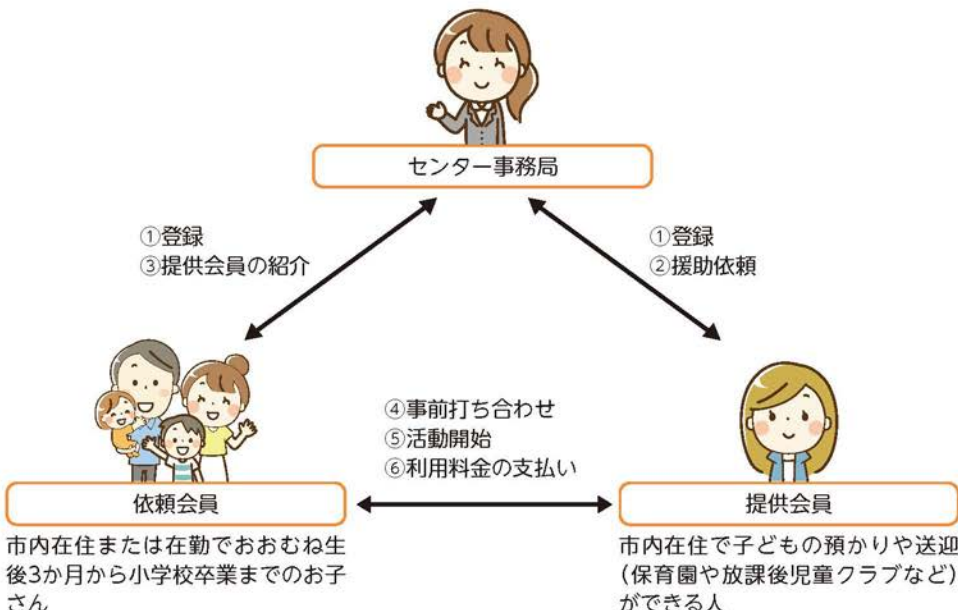 センター事務局
①登録
③提供会員の紹介
①登録
②援助依頼
④事前打ち合わせ
⑤活動開始
⑥利用料金の支払い
依頼会員
市内在住または在勤でおおむね生
後3か月から小学校卒業までのお子
さん
提供会員
市内在住で子どもの預かりや送迎
(保育園や放課後児童クラブなど)
ができる人